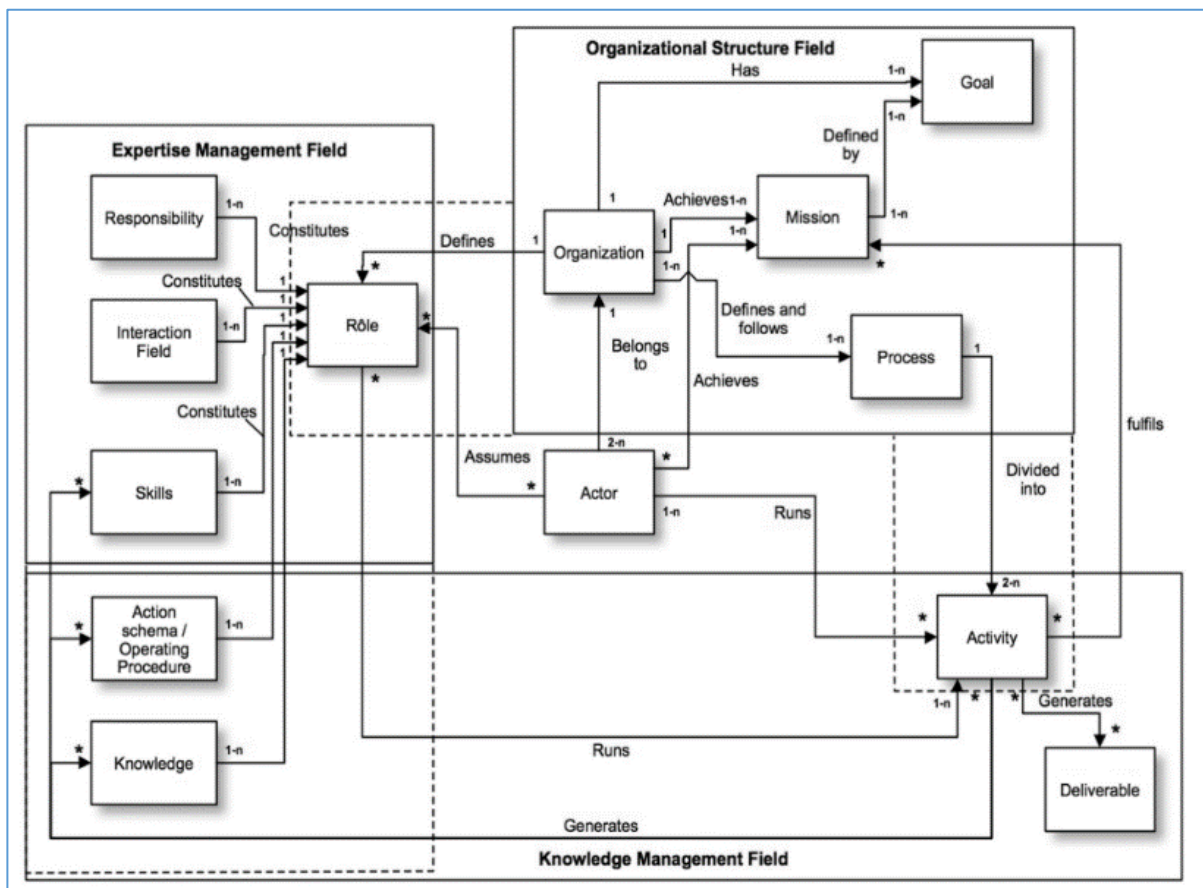 Organizational Structure Field
Has
1-n
Goal
1-n
Defined
by
Expertise Management Field
Responsibility
1-n
Constitutes
Achieves
1-n
Mission
1-n
1
1
Organization
1
1-n
*
Defines
1
*
1-n
Constitutes
Interaction
Field
1-n
1
1
1
1
1
Rôle
*
*
1
Belongs
to
Defines and
follows
1-n
Process
1
Achieves
Constitutes
fulfils
Skills
*
1-n
Assumes
*
2-n
Actor
*
1-n
Runs
Divided
into
2-n
Action
schema /
Operating
Procedure
*
1-n
*
Activity
*
1-n
*
*
Generates
*
Knowledge
*
1-n
Runs
Deliverable
Generates
Knowledge Management Field